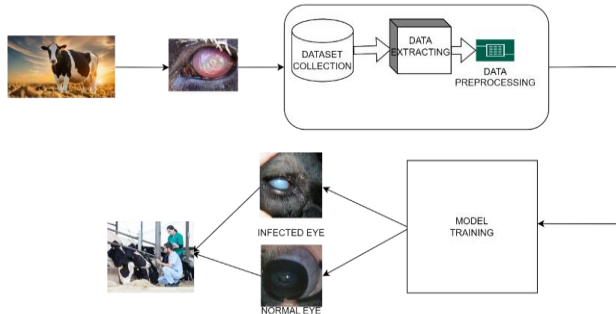 DATASET
COLLECTION
DATA
EXTRACTING
DATA
PREPROCESSING
INFECTED EYE
NORMAL EYE
MODEL
TRAINING